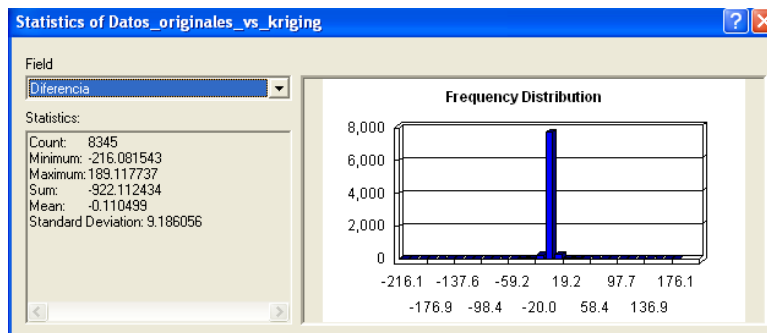 Statistics of Datos_originales_vs_kriging
Field
Diferencia
Statistics:
Count: 8345
Minimum: -216.081543
Maximum: 189.117737
Sum: -922.112434
Mean: -0.110499
Standard Deviation: 9.186056
Frequency Distribution
8,000
6,000
4,000
2,000
0
-216.1 -137.6 -59.2 19.2 97.7 176.1
-176.9 -98.4 -20.0 58.4 136.9